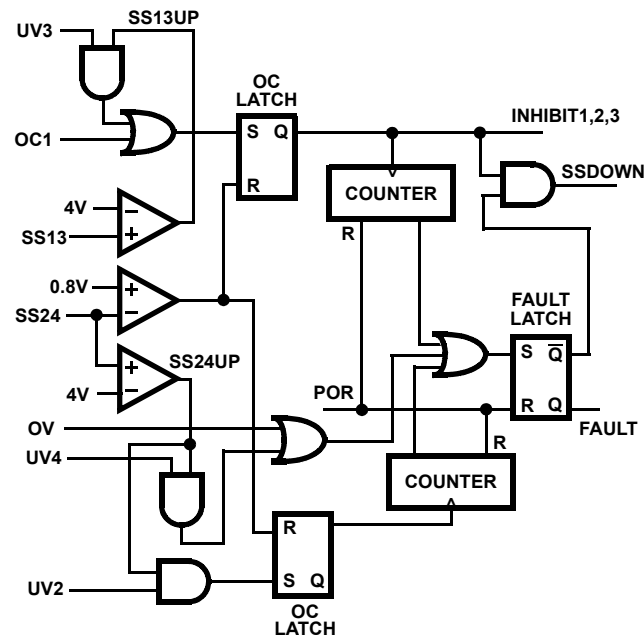 SS13UP
UV3
OC
LATCH
INHIBIT1,2,3
S Q
OC1
R
SSDOWN
COUNTER
4V
−
SS13
+
R
0.8V
+
SS24
−
FAULT
LATCH
SS24UP
+
4V
−
S Q̅
POR
R Q
FAULT
OV
R
UV4
COUNTER
R
S Q
UV2
OC
LATCH